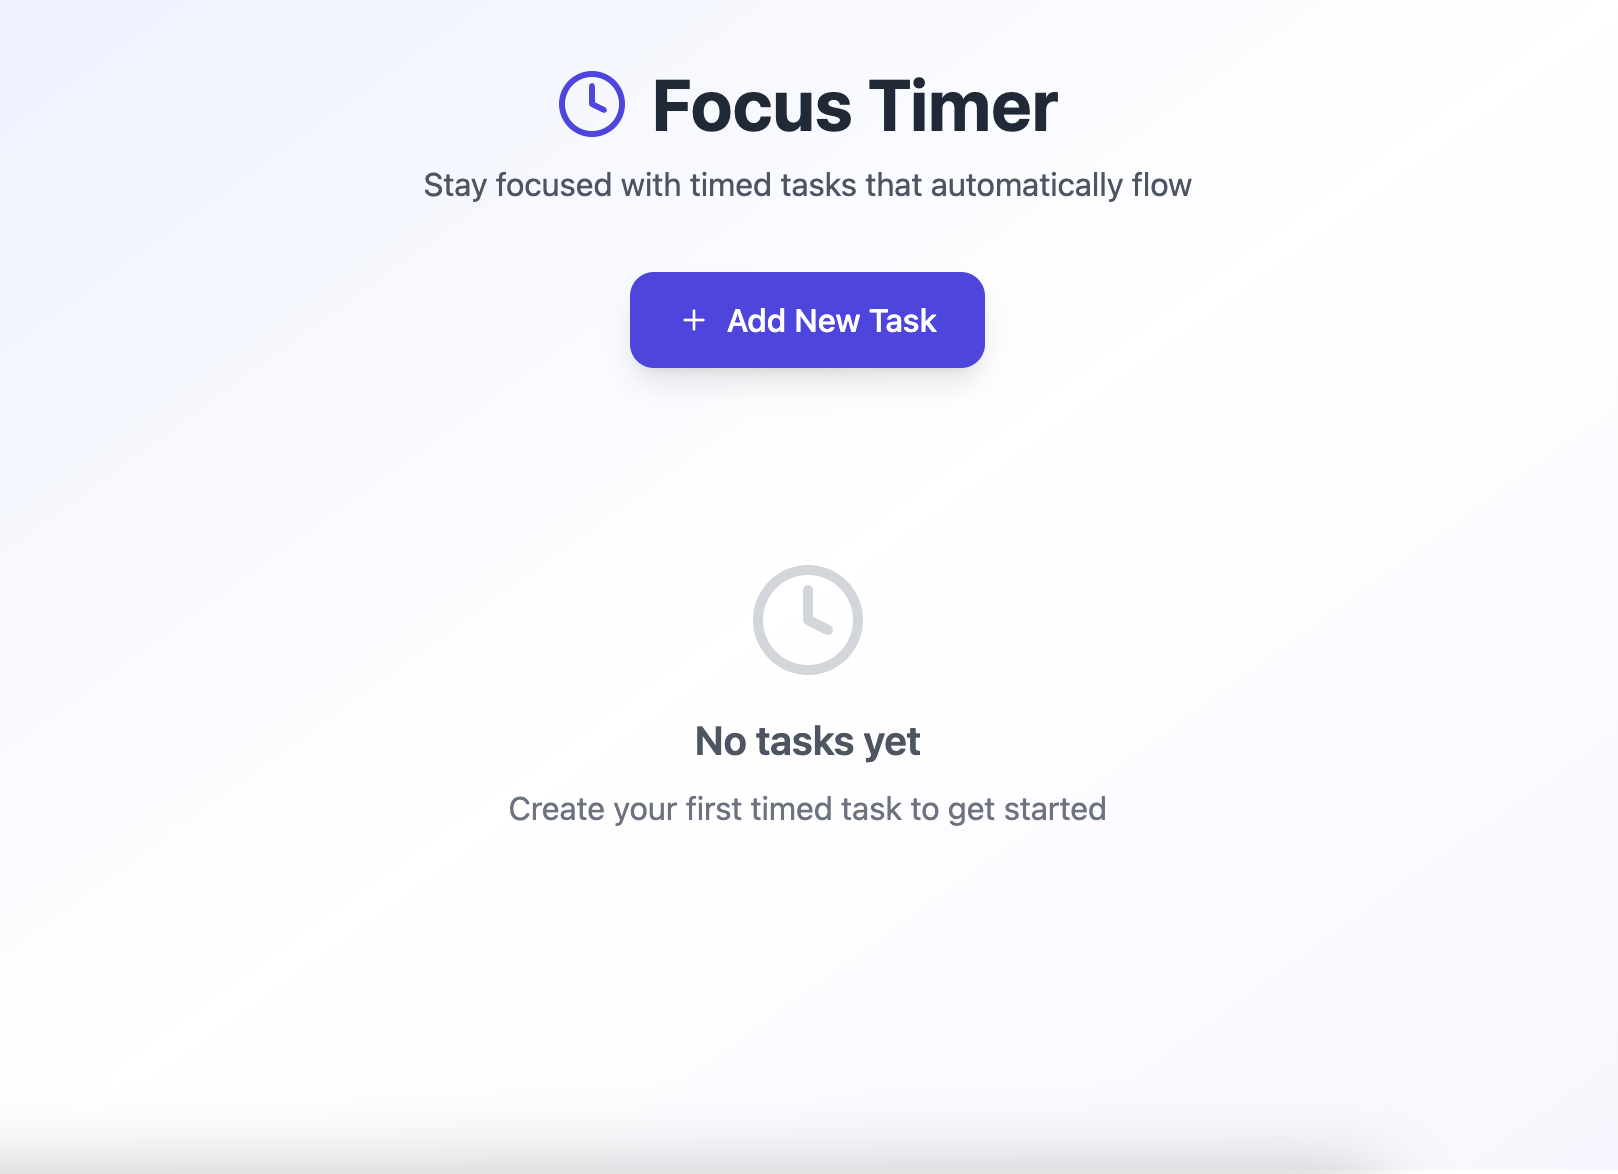 Focus Timer
Stay focused with timed tasks that automatically flow
Add New Task
No tasks yet
Create your first timed task to get started